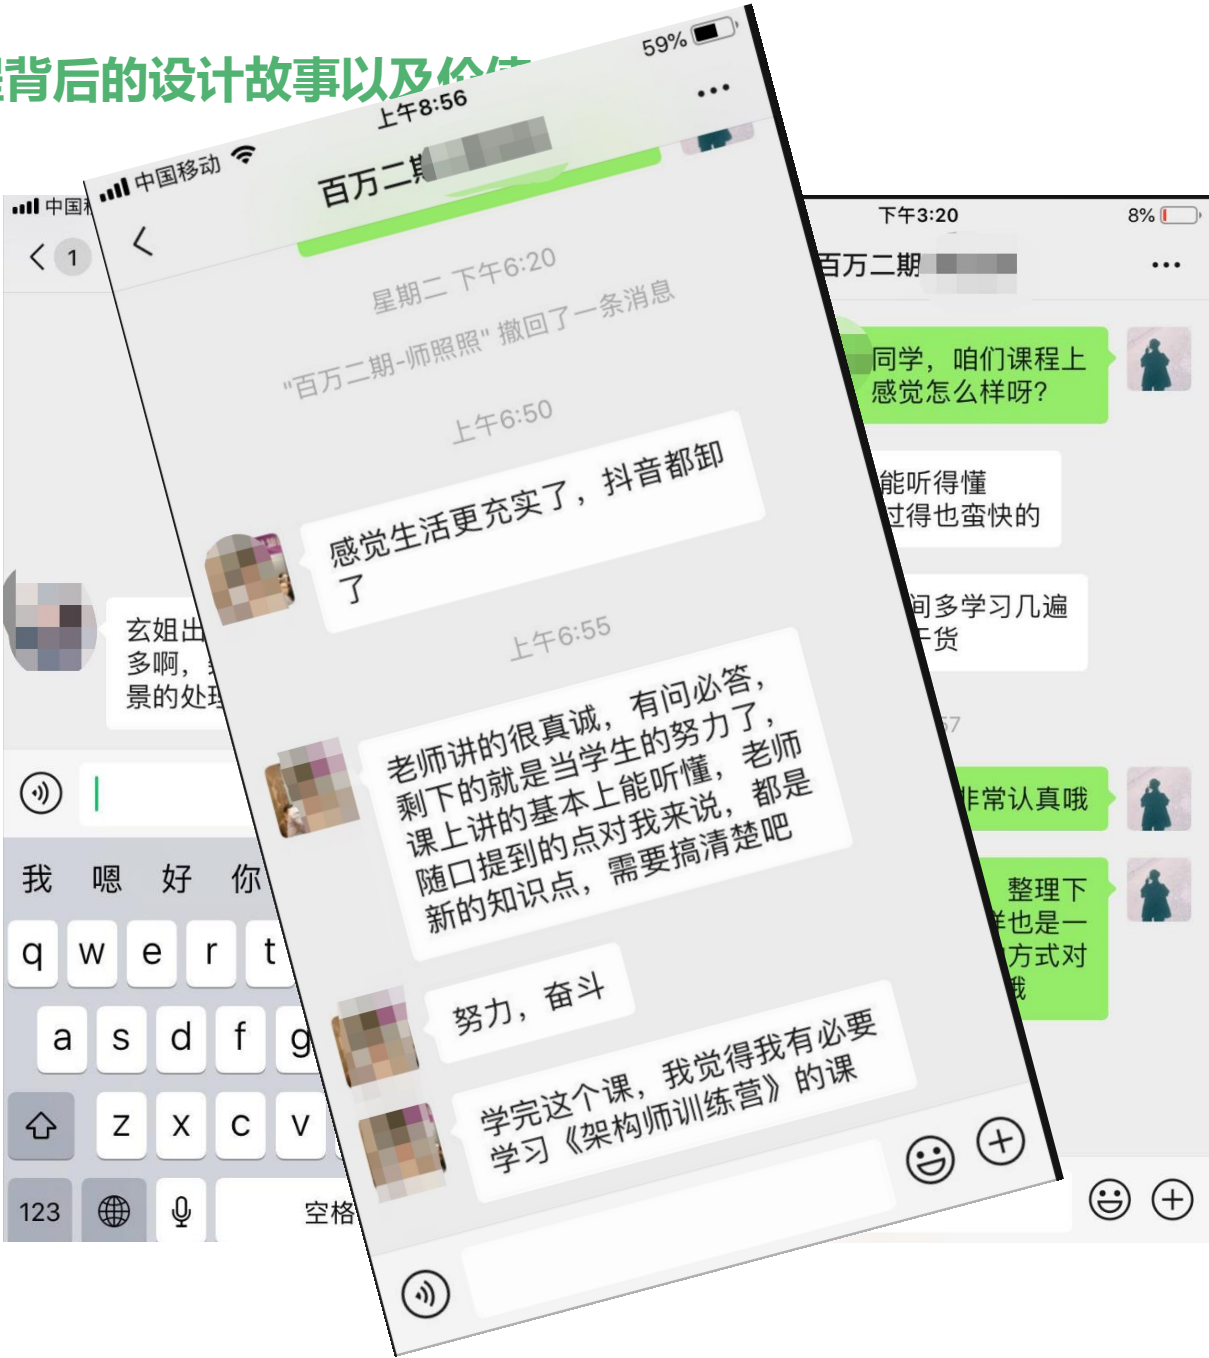 程背后的设计故事以及价值
中国移
1
玄姐出
多啊，
景的处理
我 嗯 好 你
q w e r t
a s d f g
z x c v
123 空格
59%
上午8:56
中国移动
百万二期
星期二 下午6:20
"百万二期-师照照" 撤回了一条消息
上午6:50
感觉生活更充实了，抖音都卸
了
上午6:55
老师讲的很真诚，有问必答，
剩下的就是当学生的努力了，
课上讲的基本上能听懂，老师
随口提到的点对我来说，都是
新的知识点，需要搞清楚吧
努力，奋斗
学完这个课，我觉得我有必要
学习《架构师训练营》的课
下午3:20
8%
百万二期
同学，咱们课程上
感觉怎么样呀?
能听得懂
过得也蛮快的
间多学习几遍
干货
57
非常认真哦
整理下
样也是一
方式对
哦